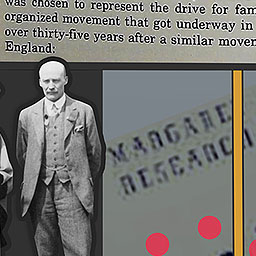 was chosen to represent the drive for fam
organized movement that got underway in
over thirty-five years after a similar movem
England:
MARGARE
RESEARCH